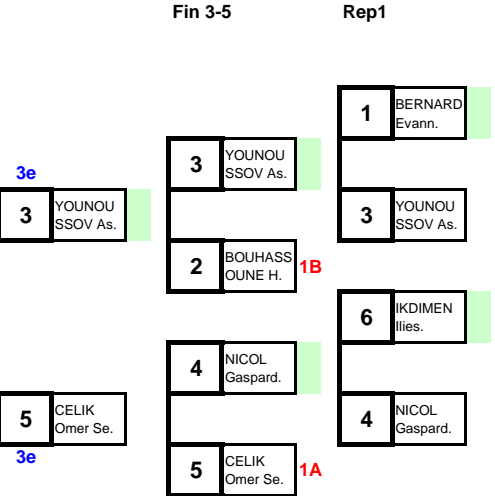 Fin 3-5
Rep1
1
BERNARD
Evann.
3
YOUNOU
SSOV As.
3e
3
YOUNOU
SSOV As.
3
YOUNOU
SSOV As.
2
BOUHASS
OUNE H.
1B
6
IKDIMEN
Ilies.
4
NICOL
Gaspard.
5
CELIK
Omer Se.
3e
4
NICOL
Gaspard.
5
CELIK
Omer Se.
1A